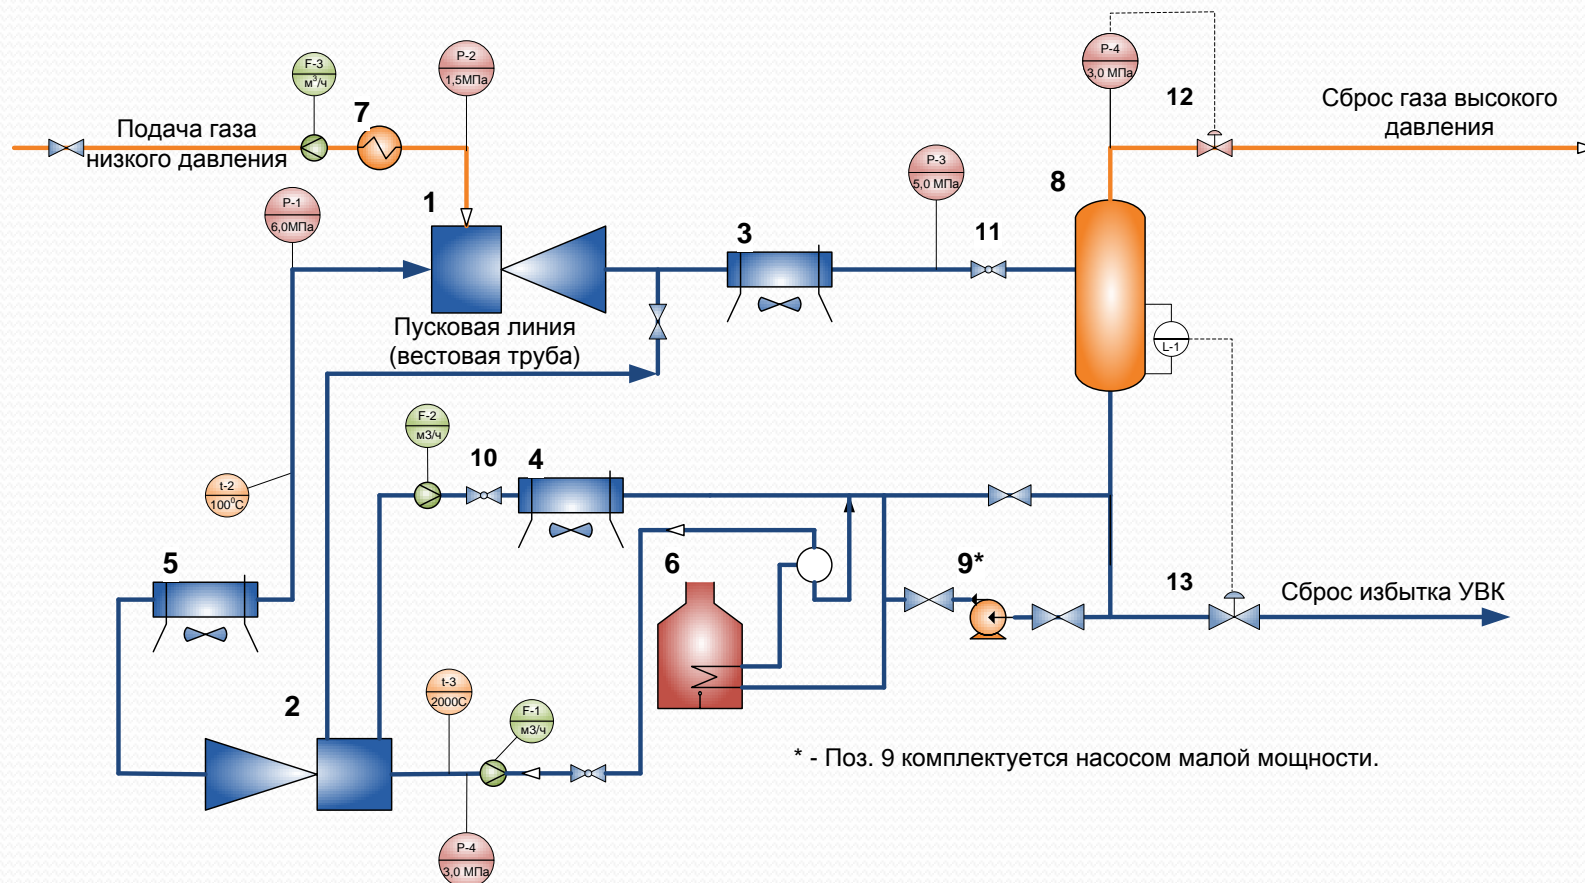 F-3
м³/ч
P-2
1,5МПа
P-4
3,0 МПа
7
12
Подача газа
низкого давления
Сброс газа высокого
давления
P-1
6,0МПа
1
P-3
5,0 МПа
8
3
11
Пусковая линия
(вестовая труба)
L-1
F-2
м3/ч
10
4
t-2
100⁰С
5
6
9*
13
Сброс избытка УВК
2
t-3
2000С
F-1
м3/ч
* - Поз. 9 комплектуется насосом малой мощности.
P-4
3,0 МПа